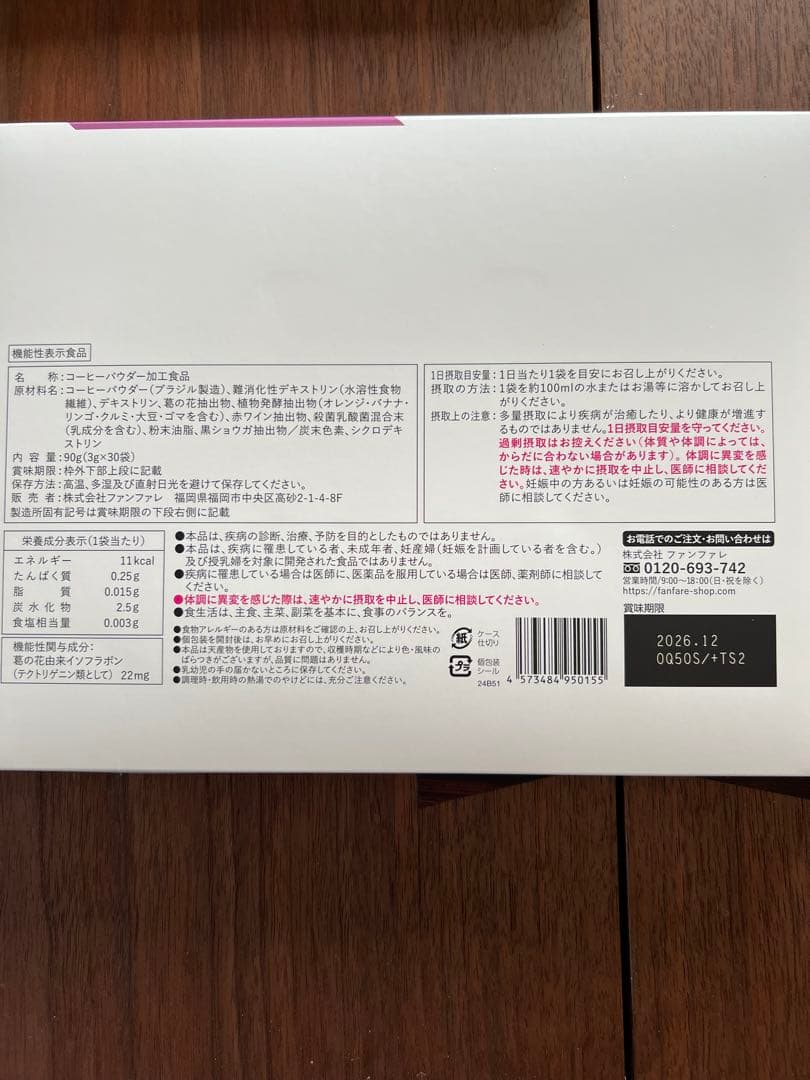 機能性表示食品
名　　称:コーヒーパウダー加工食品
原材料名:コーヒーパウダー(ブラジル製造)、難消化性デキストリン(水溶性食物
繊維)、デキストリン、葛の花抽出物、植物発酵抽出物(オレンジ・バナナ・
リンゴ・クルミ・大豆・ゴマを含む)、赤ワイン抽出物、殺菌乳酸菌混合末
(乳成分を含む)、粉末油脂、黒ショウガ抽出物／炭末色素、シクロデキ
ストリン
内 容 量:90g(3g×30袋)
賞味期限:枠外下部上段に記載
保存方法:高温、多湿及び直射日光を避けて保存してください。
販 売 者:株式会社ファンファレ　福岡県福岡市中央区高砂2-1-4-8F
製造所固有記号は賞味期限の下段右側に記載
1日摂取目安量:1日当たり1袋を目安にお召し上がりください。
摂取の方法:1袋を約100mlの水またはお湯等に溶かしてお召し上
がりください。
摂取上の注意:多量摂取により疾病が治癒したり、より健康が増進す
るものではありません。1日摂取目安量を守ってください。
過剰摂取はお控えください(体質や体調によっては、
からだに合わない場合があります)。体調に異変を感
じた時は、速やかに摂取を中止し、医師に相談してくだ
さい。妊娠中の方あるいは妊娠の可能性のある方は医
師に相談してください。
栄養成分表示(1袋当たり)
エネルギー 11kcal
たんぱく質 0.25g
脂　　質 0.015g
炭水化物 2.5g
食塩相当量 0.003g
機能性関与成分:
葛の花由来イソフラボン
(テクトリゲニン類として) 22mg
●本品は、疾病の診断、治療、予防を目的としたものではありません。
●本品は、疾病に罹患している者、未成年者、妊産婦(妊娠を計画している者を含む。)
及び授乳婦を対象に開発された食品ではありません。
●疾病に罹患している場合は医師に、医薬品を服用している場合は医師、薬剤師に相談して
ください。
●体調に異変を感じた際は、速やかに摂取を中止し、医師に相談してください。
●食生活は、主食、主菜、副菜を基本に、食事のバランスを。
●食物アレルギーのある方は原材料をご確認の上、お召し上がりください。
●個包装を開封後は、お早めにお召し上がりください。
●本品は天産物を使用しておりますので、収穫時期などにより色・風味の
ばらつきがございますが、品質に問題はありません。
●乳幼児の手の届かないところに保存してください。
●調理時・飲用時の熱湯でのやけどには、充分ご注意ください。
紙
ケース
仕切り
プラ
個包装
シール
24B51
4 573484 950155
お電話でのご注文・お問い合わせは
株式会社 ファンファレ
0120-693-742
営業時間/9:00〜18:00(日・祝を除く)
https://fanfare-shop.com/
賞味期限
2026.12
0Q50S/+TS2